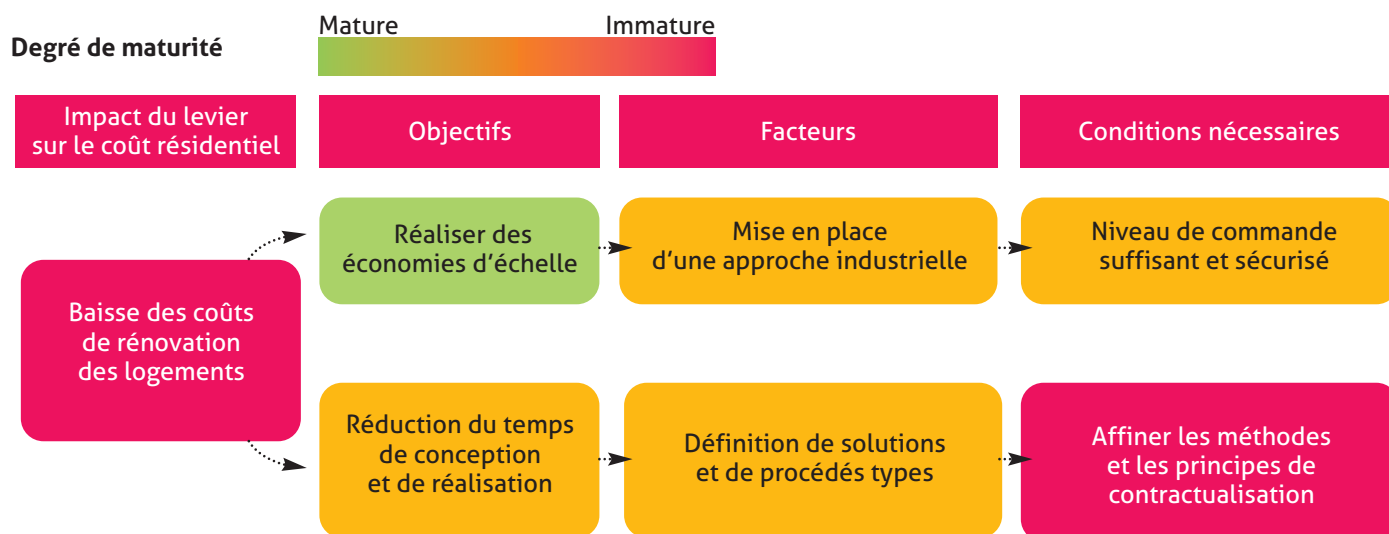 Degré de maturité
Mature
Immature
Impact du levier
sur le coût résidentiel
Objectifs
Facteurs
Conditions nécessaires
Baisse des coûts
de rénovation
des logements
Réaliser des
économies d’échelle
Mise en place
d’une approche industrielle
Niveau de commande
suffisant et sécurisé
Réduction du temps
de conception
et de réalisation
Définition de solutions
et de procédés types
Affiner les méthodes
et les principes de
contractualisation